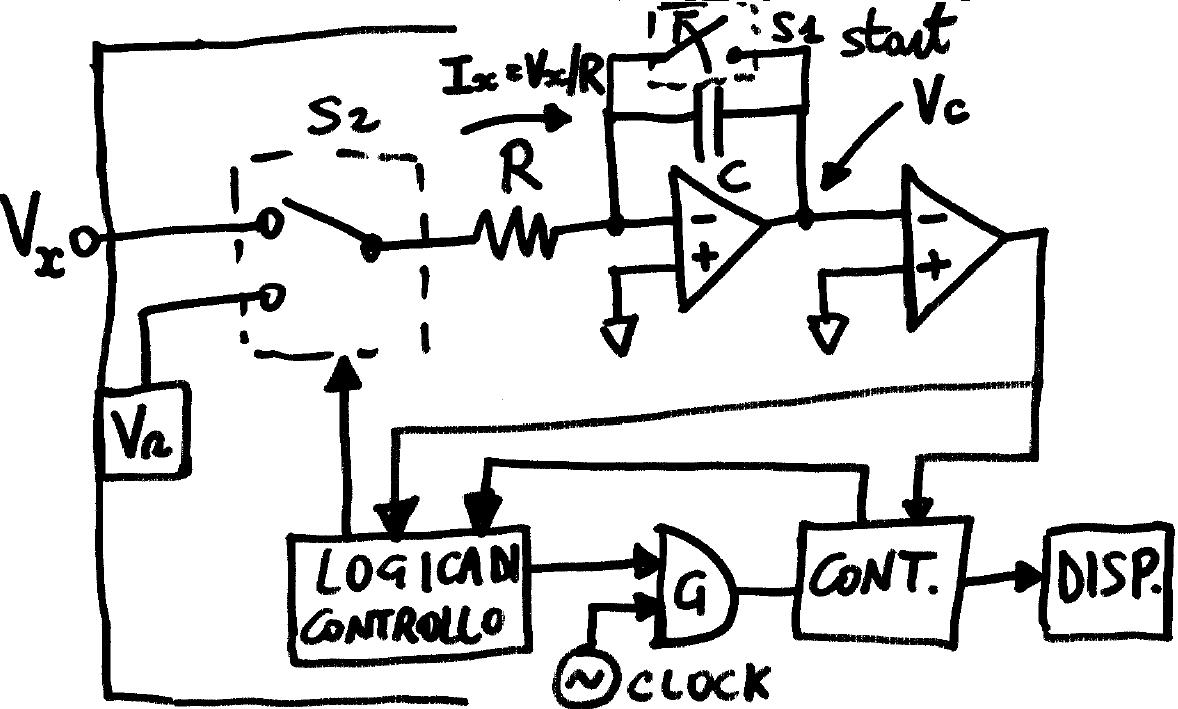 S1 start
Ix = Vx/R
S2
R
C
Vc
Vx
- +
- +
VR
LOGICA DI
CONTROLLO
G
CONT.
DISP.
CLOCK